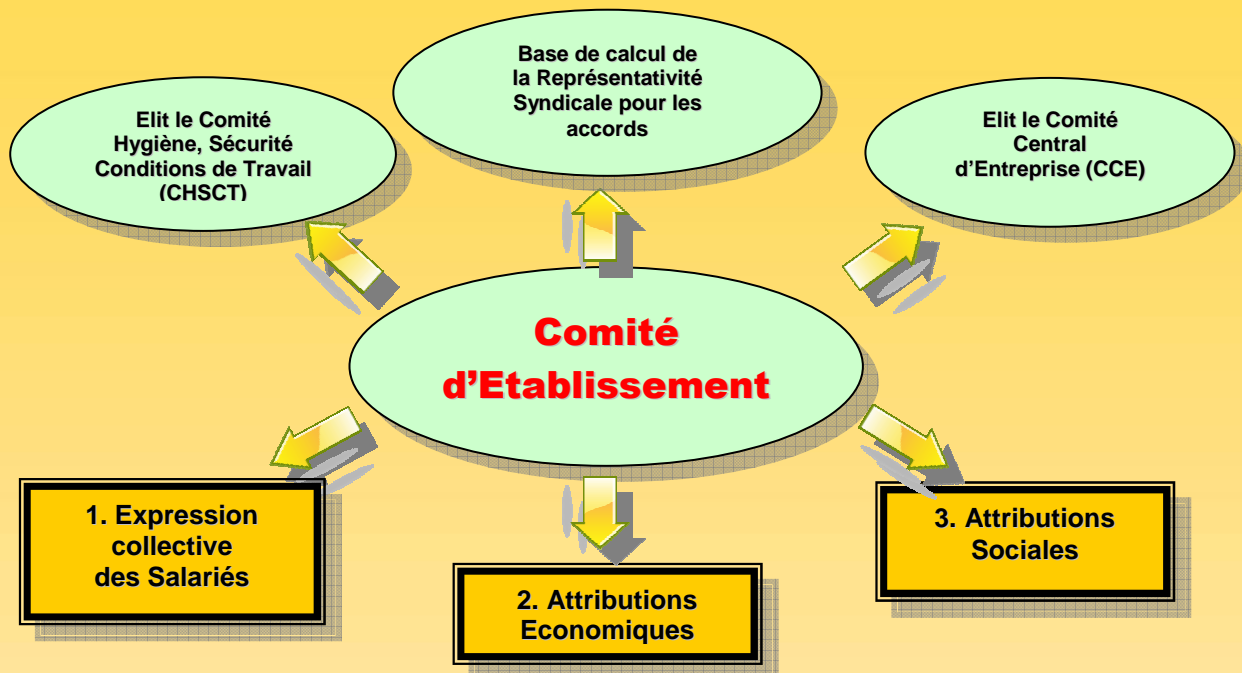 Base de calcul de
la Représentativité
Syndicale pour les
accords
Elit le Comité
Hygiène, Sécurité
Conditions de Travail
(CHSCT)
Elit le Comité
Central
d'Entreprise (CCE)
Comité
d'Etablissement
1. Expression
collective
des Salariés
2. Attributions
Economiques
3. Attributions
Sociales